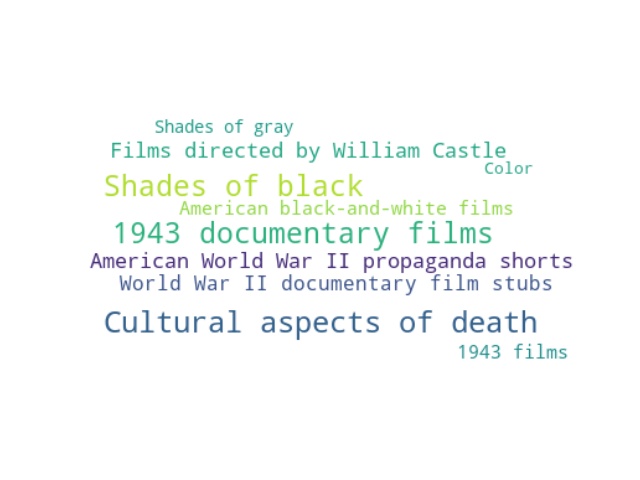 Shades of gray
Films directed by William Castle
Color
Shades of black
American black-and-white films
1943 documentary films
American World War II propaganda shorts
World War II documentary film stubs
Cultural aspects of death
1943 films